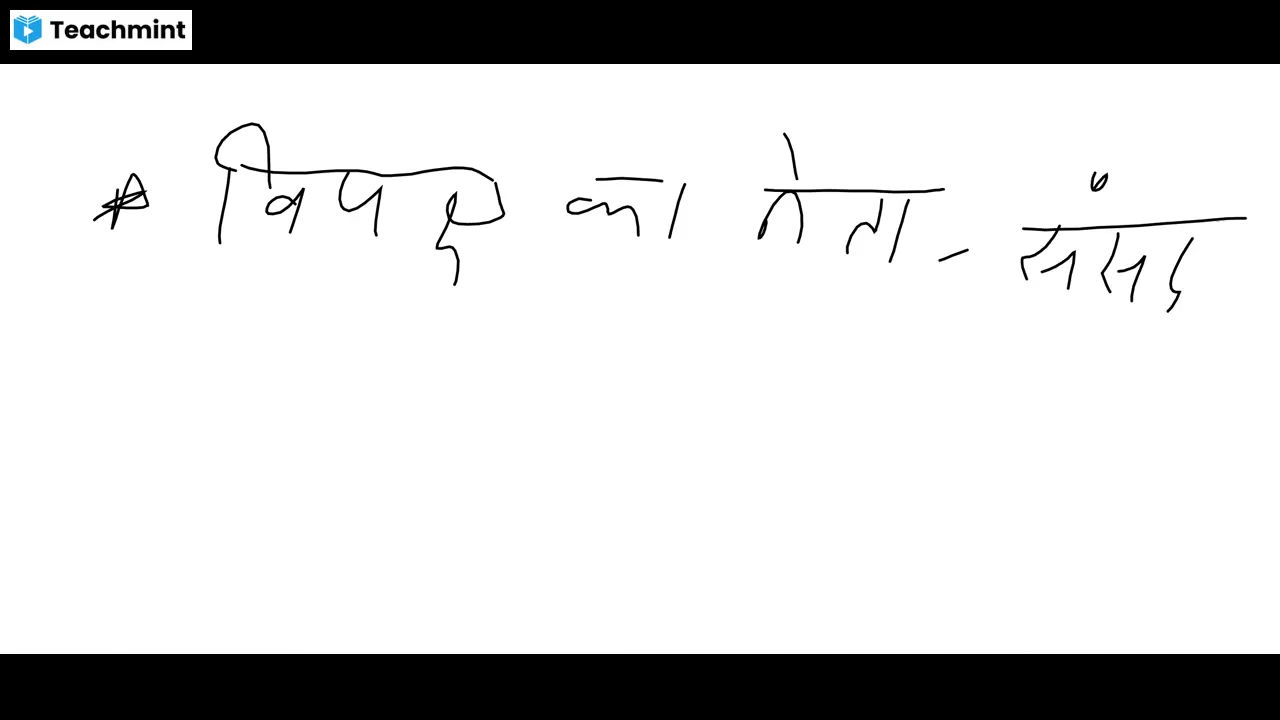 Teachmint
* विपक्ष का नेता - संसद